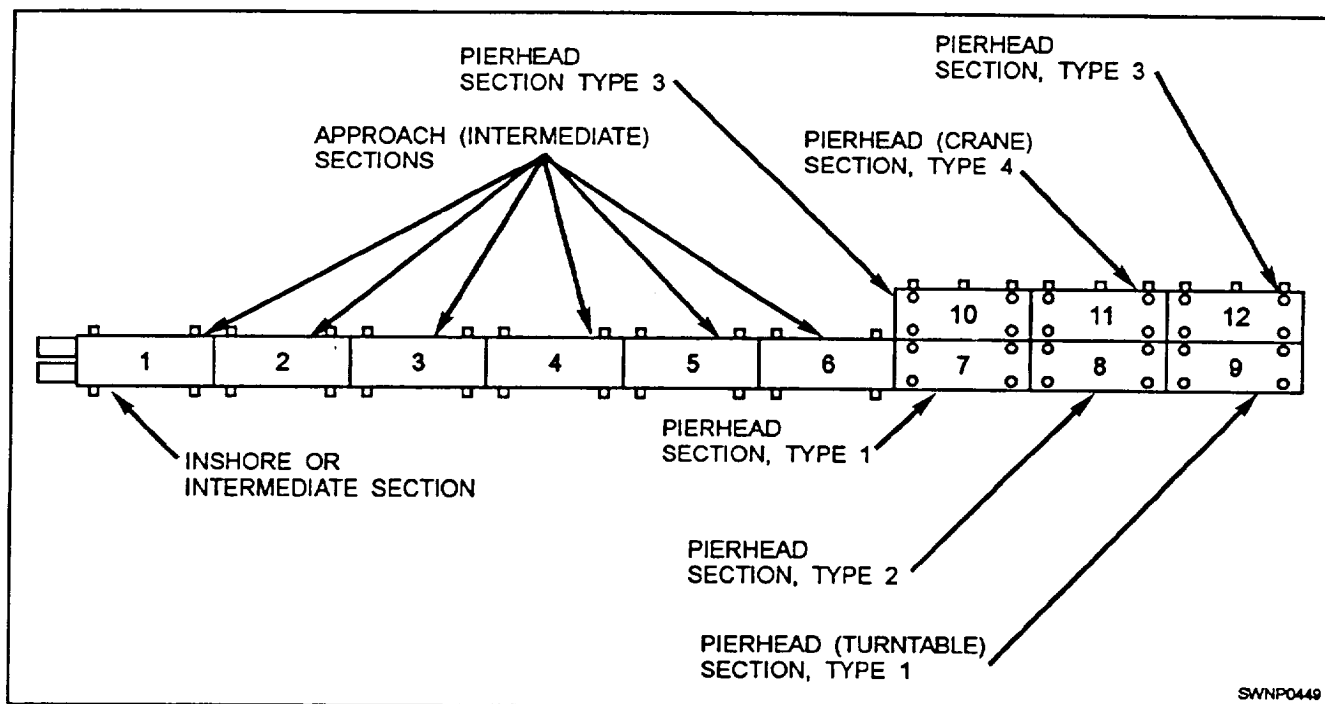 PIERHEAD
SECTION TYPE 3
PIERHEAD
SECTION, TYPE 3
APPROACH (INTERMEDIATE)
SECTIONS
PIERHEAD (CRANE)
SECTION, TYPE 4
10
11
12
1
2
3
4
5
6
7
8
9
INSHORE OR
INTERMEDIATE SECTION
PIERHEAD
SECTION, TYPE 1
PIERHEAD
SECTION, TYPE 2
PIERHEAD (TURNTABLE)
SECTION, TYPE 1
SWNP0449